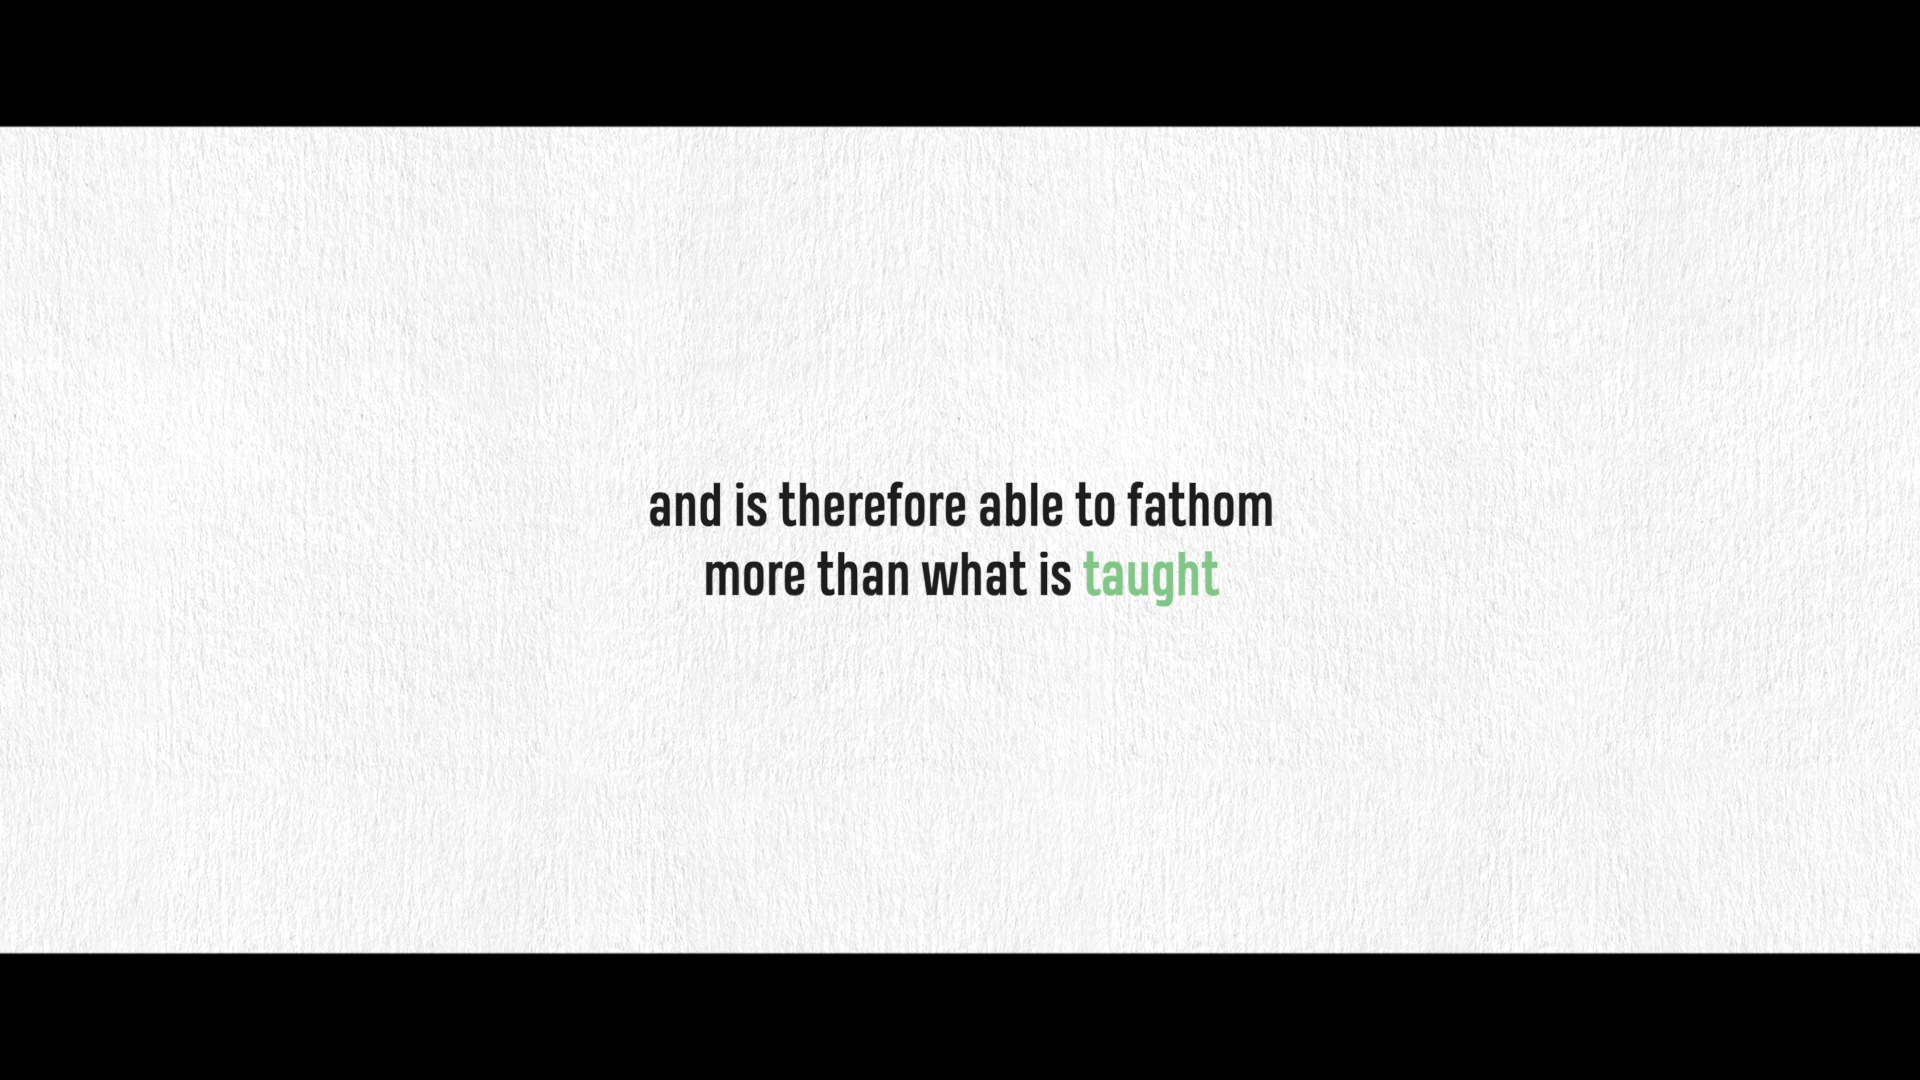 and is therefore able to fathom
more than what is taught